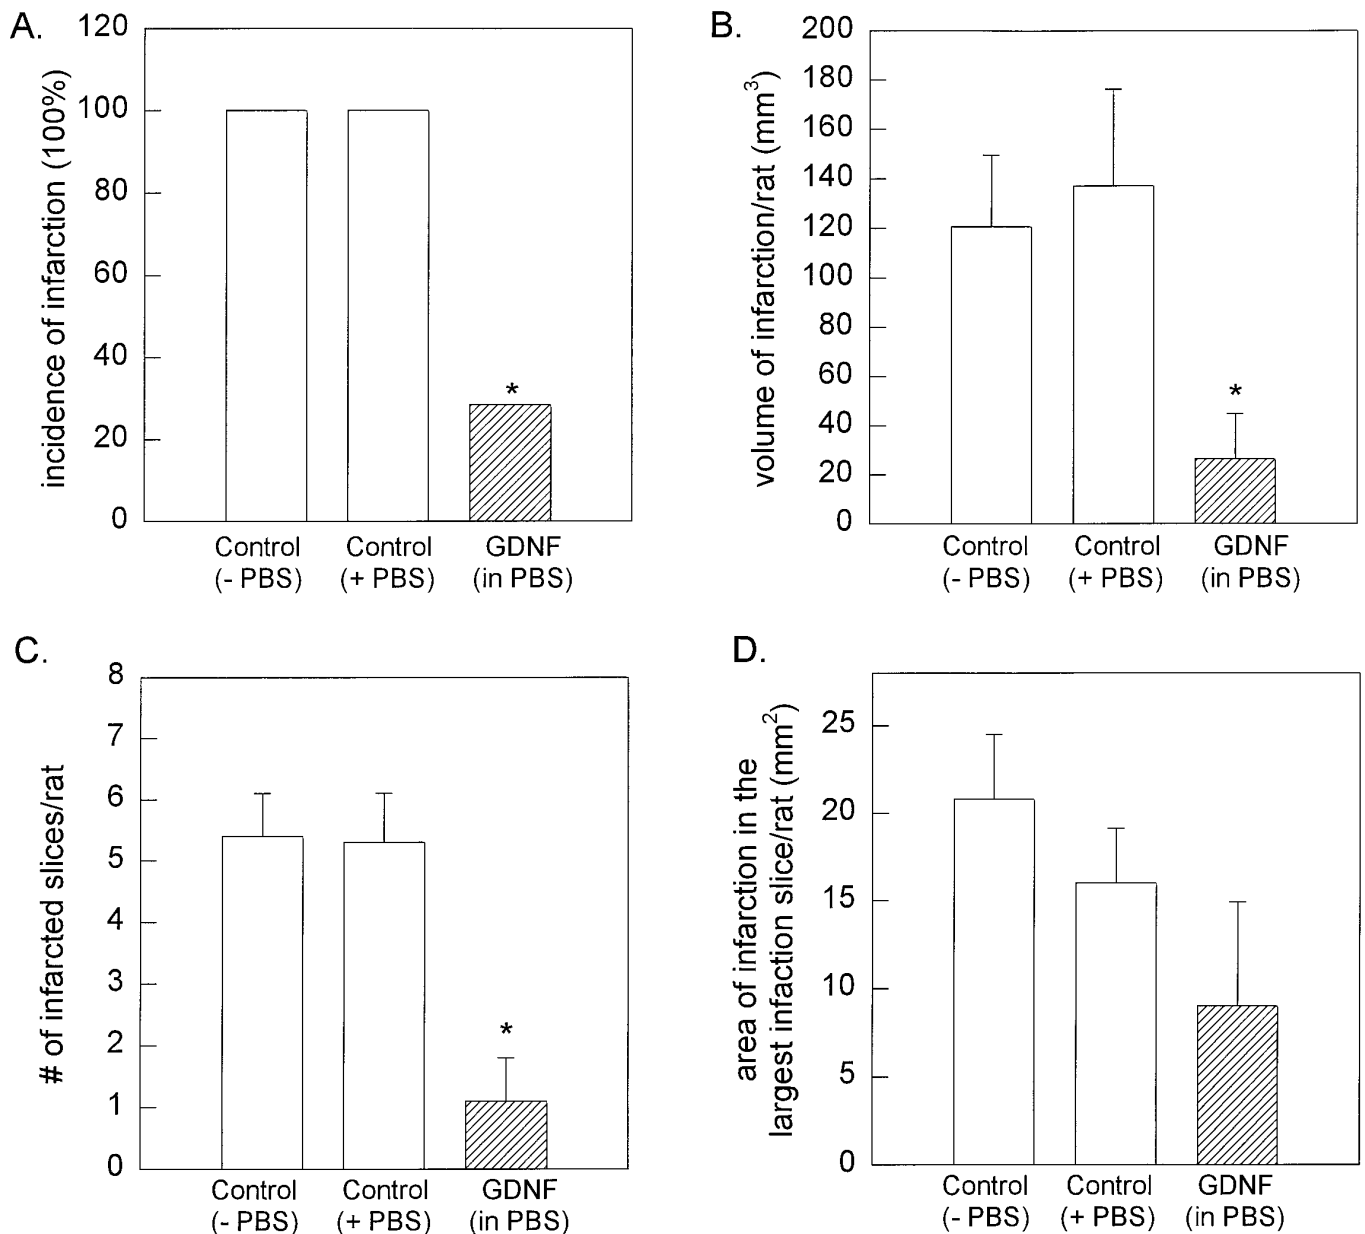 A.
incidence of infarction (100%)
120
100
80
60
40
20
0
*
Control
(- PBS)
Control
(+ PBS)
GDNF
(in PBS)
B.
volume of infarction/rat (mm³)
200
180
160
140
120
100
80
60
40
20
0
*
Control
(- PBS)
Control
(+ PBS)
GDNF
(in PBS)
C.
# of infarcted slices/rat
8
7
6
5
4
3
2
1
0
*
Control
(- PBS)
Control
(+ PBS)
GDNF
(in PBS)
D.
area of infarction in the
largest infaction slice/rat (mm²)
25
20
15
10
5
0
Control
(- PBS)
Control
(+ PBS)
GDNF
(in PBS)